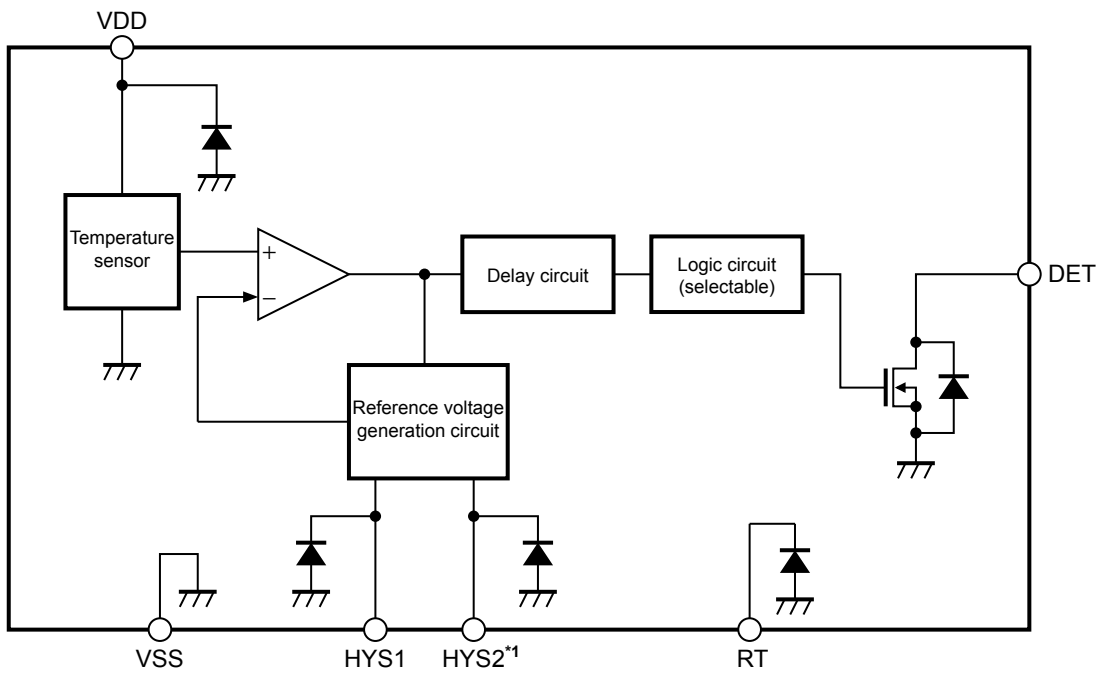 VDD
Temperature
sensor
+
−
Delay circuit
Logic circuit
(selectable)
DET
Reference voltage
generation circuit
VSS
HYS1
HYS2*1
RT